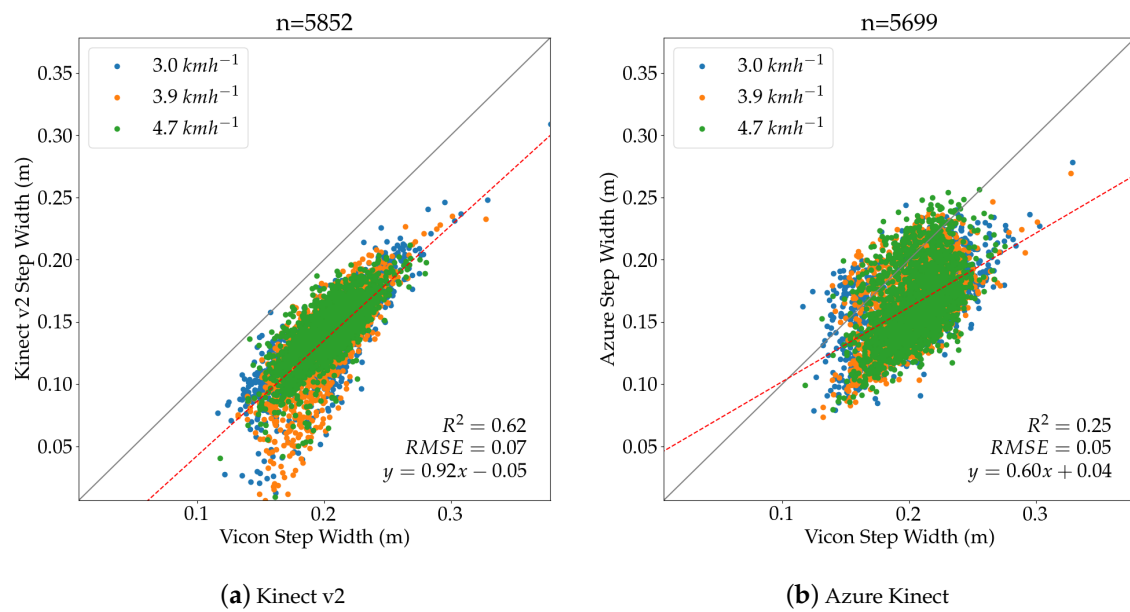 n=5852
0.35
0.30
0.25
0.20
0.15
0.10
0.05
Kinect v2 Step Width (m)
3.0 kmh⁻¹
3.9 kmh⁻¹
4.7 kmh⁻¹
R² = 0.62
RMSE = 0.07
y = 0.92x − 0.05
0.1 0.2 0.3
Vicon Step Width (m)
(a) Kinect v2
n=5699
0.35
0.30
0.25
0.20
0.15
0.10
0.05
Azure Step Width (m)
3.0 kmh⁻¹
3.9 kmh⁻¹
4.7 kmh⁻¹
R² = 0.25
RMSE = 0.05
y = 0.60x + 0.04
0.1 0.2 0.3
Vicon Step Width (m)
(b) Azure Kinect